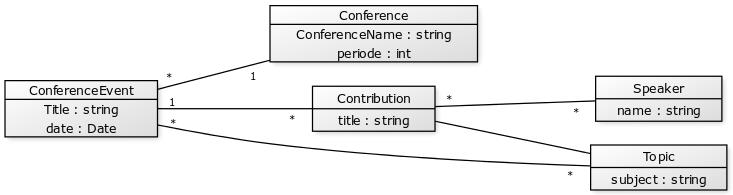 Conference
ConferenceName : string
periode : int
*
1
ConferenceEvent
Title : string
date : Date
1
*
*
Contribution
title : string
*
*
Speaker
name : string
*
Topic
subject : string